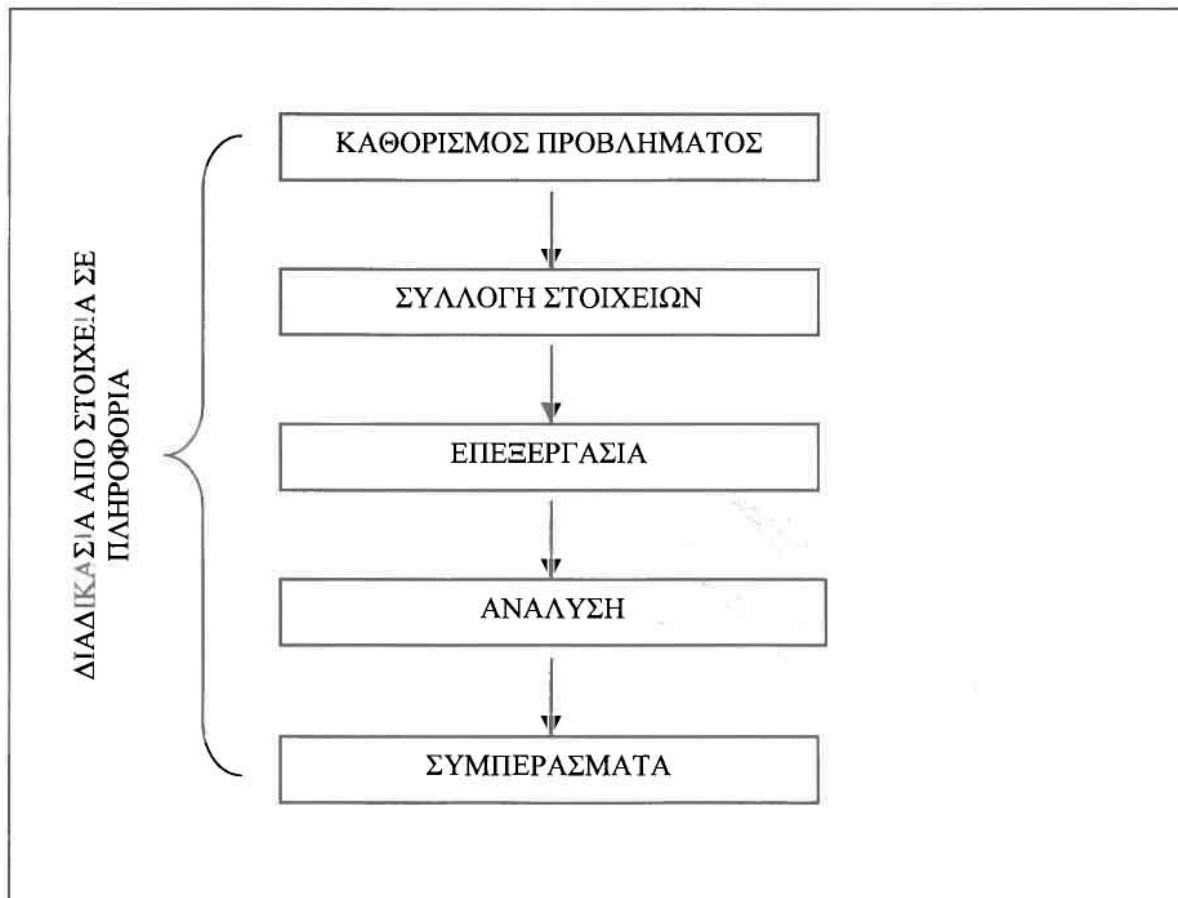 ΔΙΑΔΙΚΑΣΙΑ ΑΠΟ ΣΤΟΙΧΕΙΑ ΣΕ
ΠΛΗΡΟΦΟΡΙΑ
ΚΑΘΟΡΙΣΜΟΣ ΠΡΟΒΛΗΜΑΤΟΣ
ΣΥΛΛΟΓΗ ΣΤΟΙΧΕΙΩΝ
ΕΠΕΞΕΡΓΑΣΙΑ
ΑΝΑΛΥΣΗ
ΣΥΜΠΕΡΑΣΜΑΤΑ